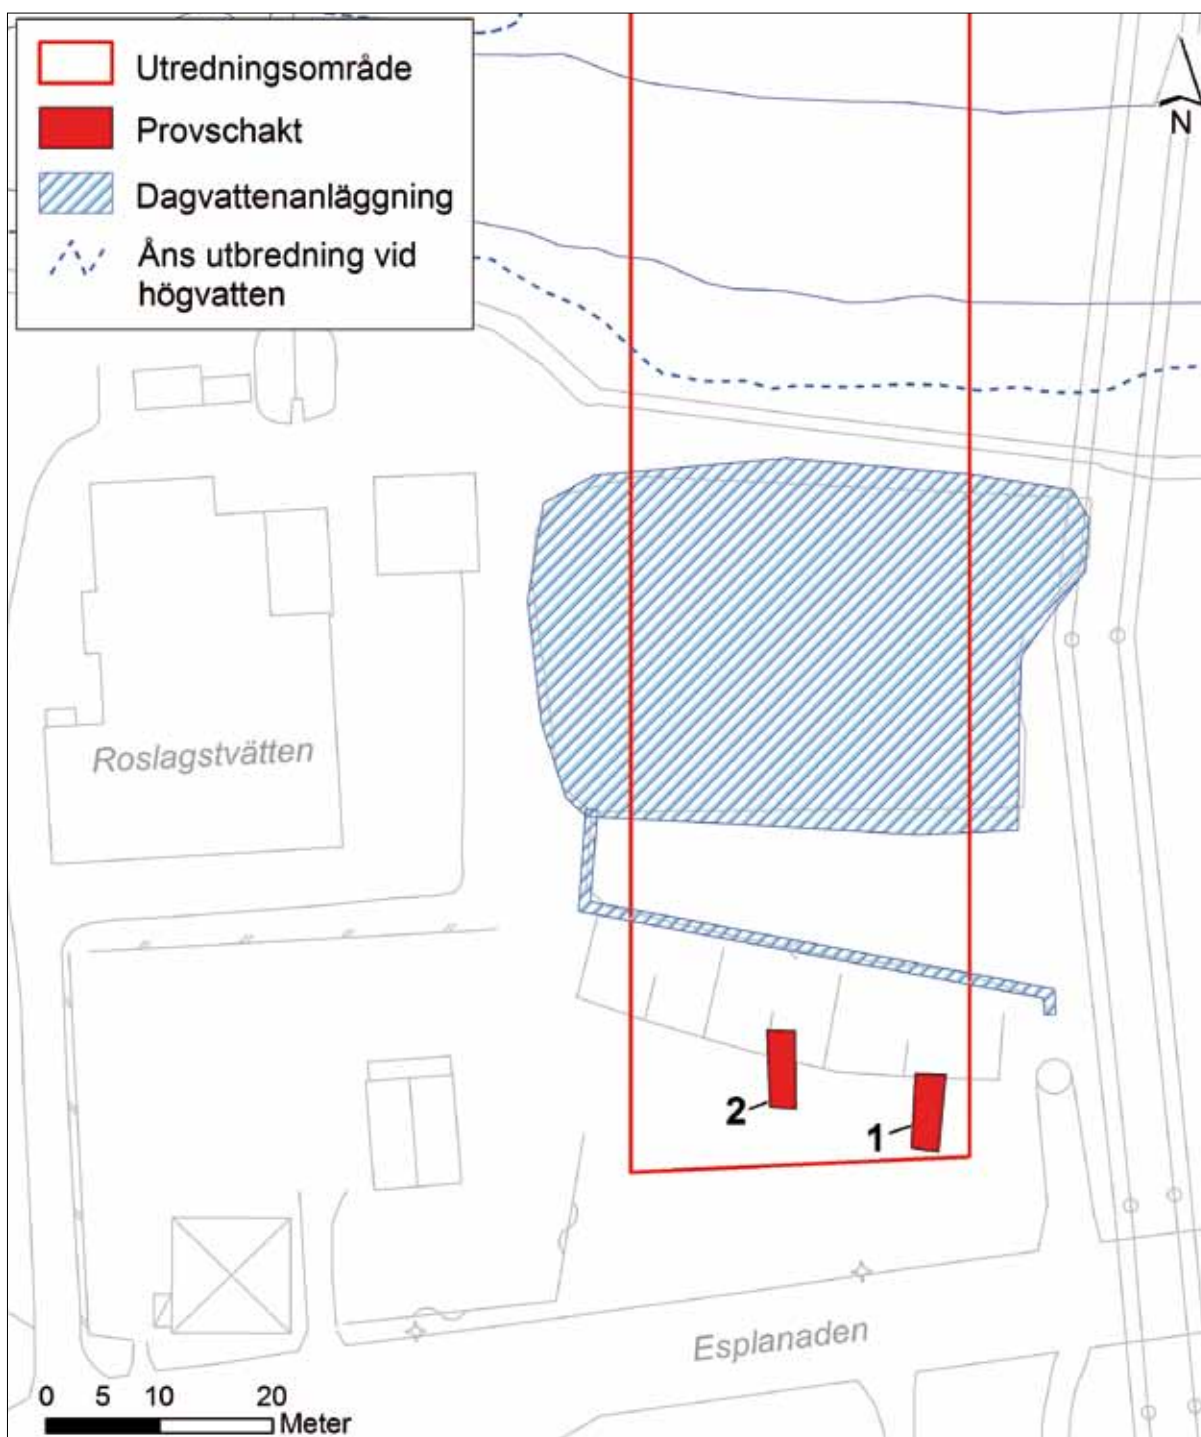 Utredningsområde
Provschakt
Dagvattenanläggning
Åns utbredning vid
högvatten
N
Roslagstvätten
2
1
Esplanaden
0 5 10 20
Meter